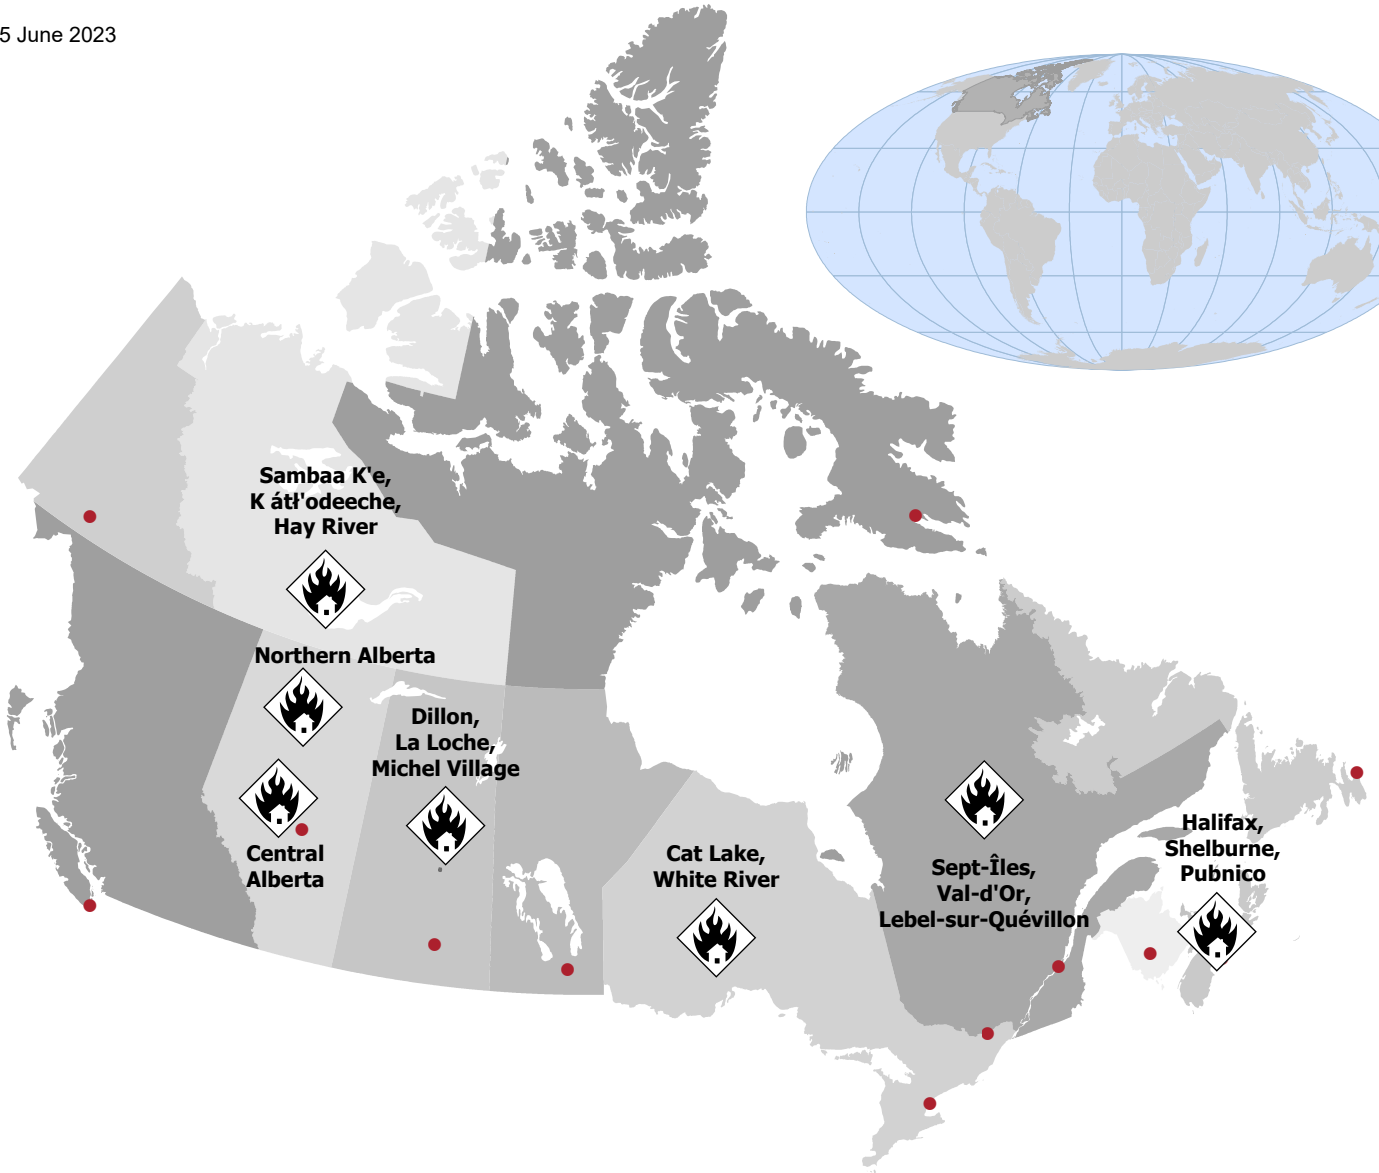 5 June 2023
Sambaa K'e,
K átł'odeeche,
Hay River
Northern Alberta
Dillon,
La Loche,
Michel Village
Central
Alberta
Cat Lake,
White River
Sept-Îles,
Val-d'Or,
Lebel-sur-Quévillon
Halifax,
Shelburne,
Pubnico